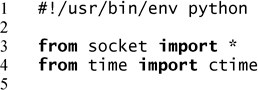 1 #!/usr/bin/env python
2
3 from socket import *
4 from time import ctime
5